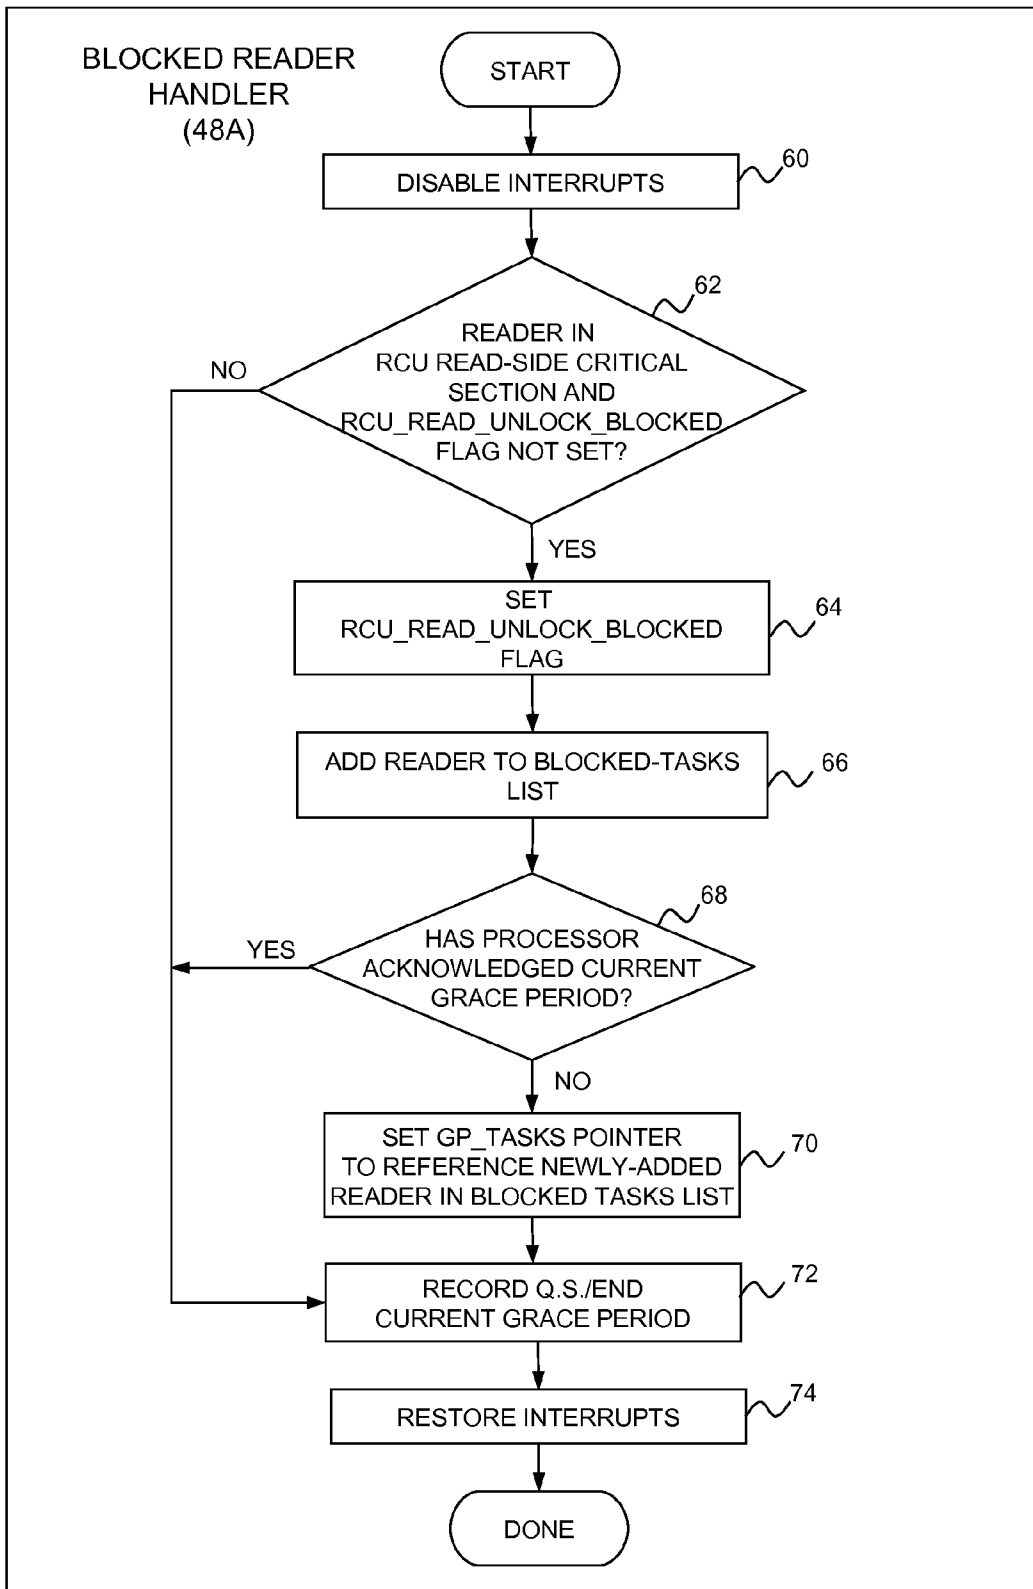 BLOCKED READER
HANDLER
(48A)
START
DISABLE INTERRUPTS
60
62
READER IN
RCU READ-SIDE CRITICAL
SECTION AND
RCU_READ_UNLOCK_BLOCKED
FLAG NOT SET?
NO
YES
SET
RCU_READ_UNLOCK_BLOCKED
FLAG
64
ADD READER TO BLOCKED-TASKS
LIST
66
68
HAS PROCESSOR
ACKNOWLEDGED CURRENT
GRACE PERIOD?
YES
NO
SET GP_TASKS POINTER
TO REFERENCE NEWLY-ADDED
READER IN BLOCKED TASKS LIST
70
RECORD Q.S./END
CURRENT GRACE PERIOD
72
RESTORE INTERRUPTS
74
DONE